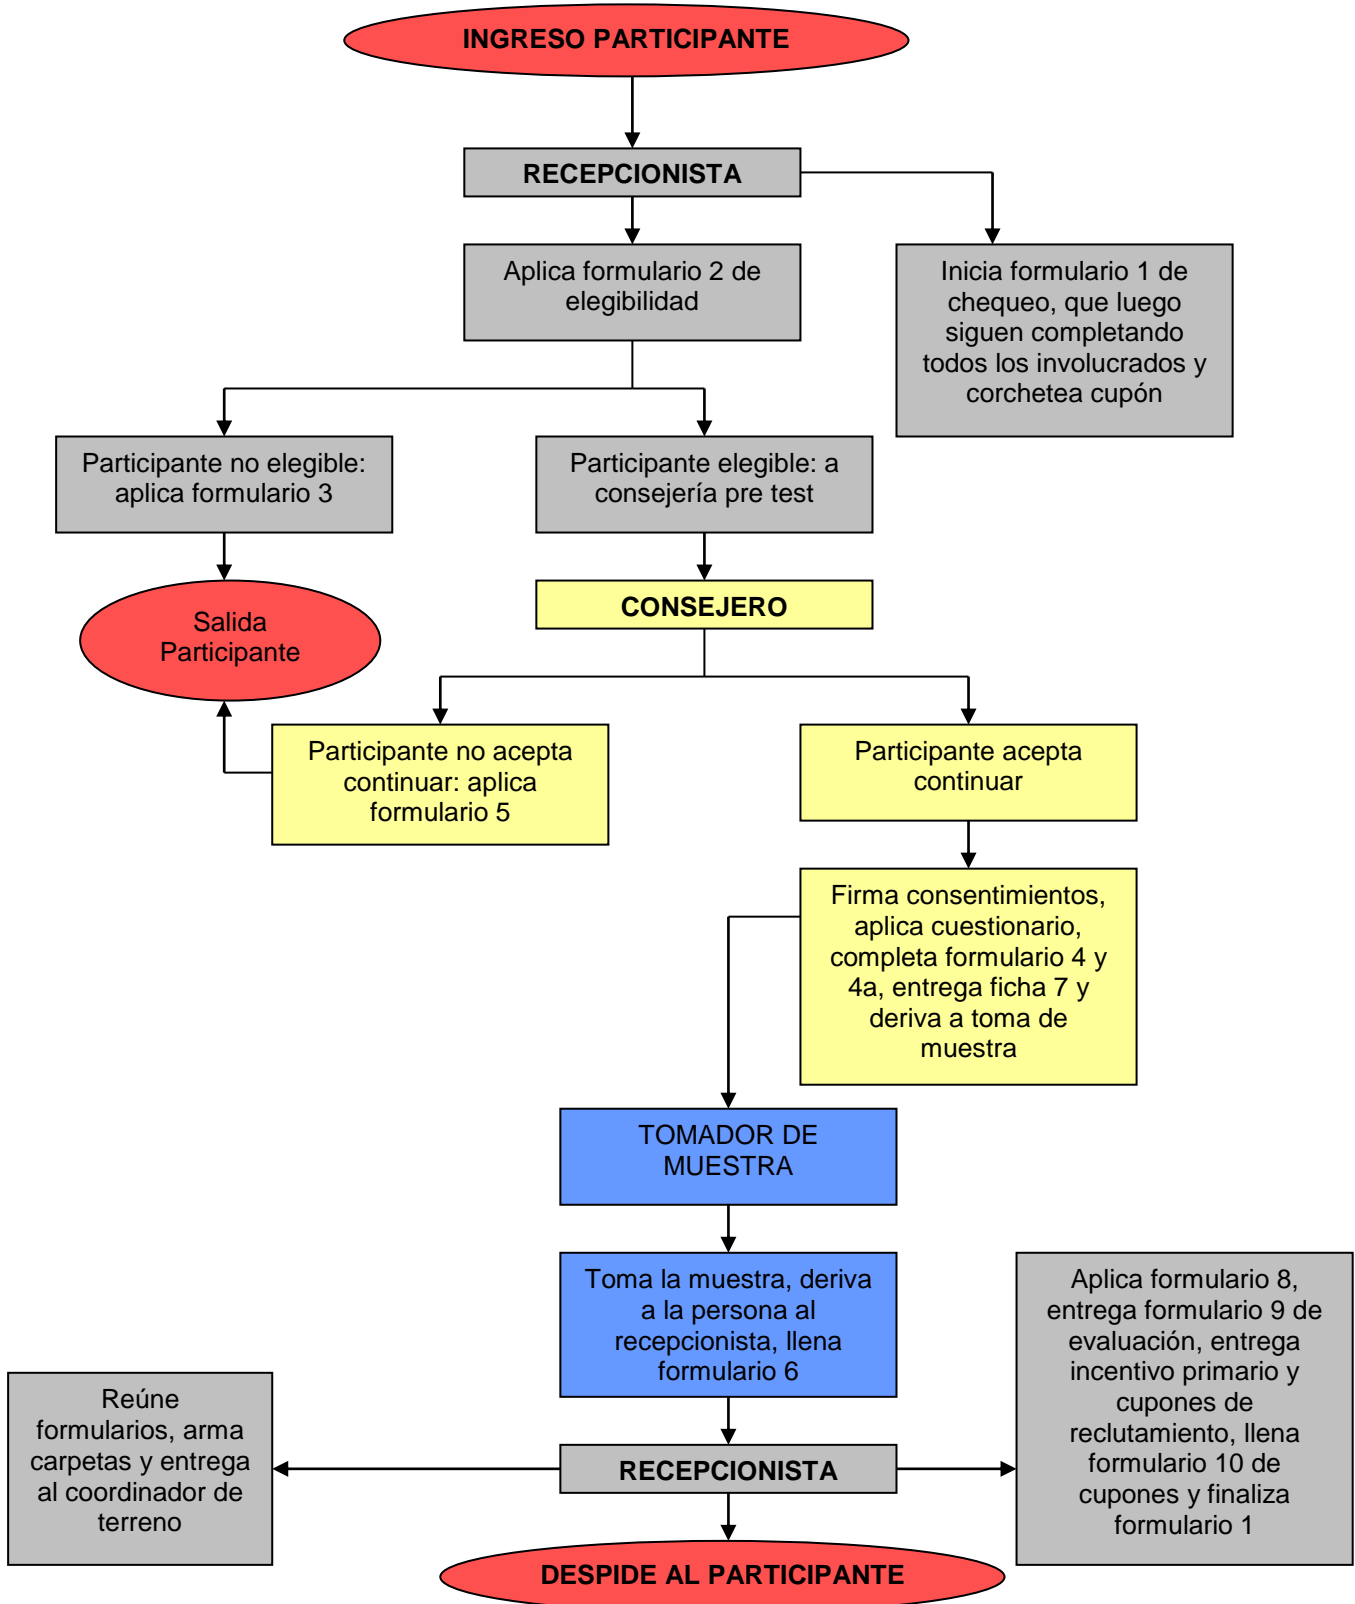 INGRESO PARTICIPANTE
RECEPCIONISTA
Aplica formulario 2 de
elegibilidad
Inicia formulario 1 de
chequeo, que luego
siguen completando
todos los involucrados y
corchetea cupón
Participante no elegible:
aplica formulario 3
Participante elegible: a
consejería pre test
Salida
Participante
CONSEJERO
Participante no acepta
continuar: aplica
formulario 5
Participante acepta
continuar
Firma consentimientos,
aplica cuestionario,
completa formulario 4 y
4a, entrega ficha 7 y
deriva a toma de
muestra
TOMADOR DE
MUESTRA
Toma la muestra, deriva
a la persona al
recepcionista, llena
formulario 6
Reúne
formularios, arma
carpetas y entrega
al coordinador de
terreno
RECEPCIONISTA
Aplica formulario 8,
entrega formulario 9 de
evaluación, entrega
incentivo primario y
cupones de
reclutamiento, llena
formulario 10 de
cupones y finaliza
formulario 1
DESPIDE AL PARTICIPANTE